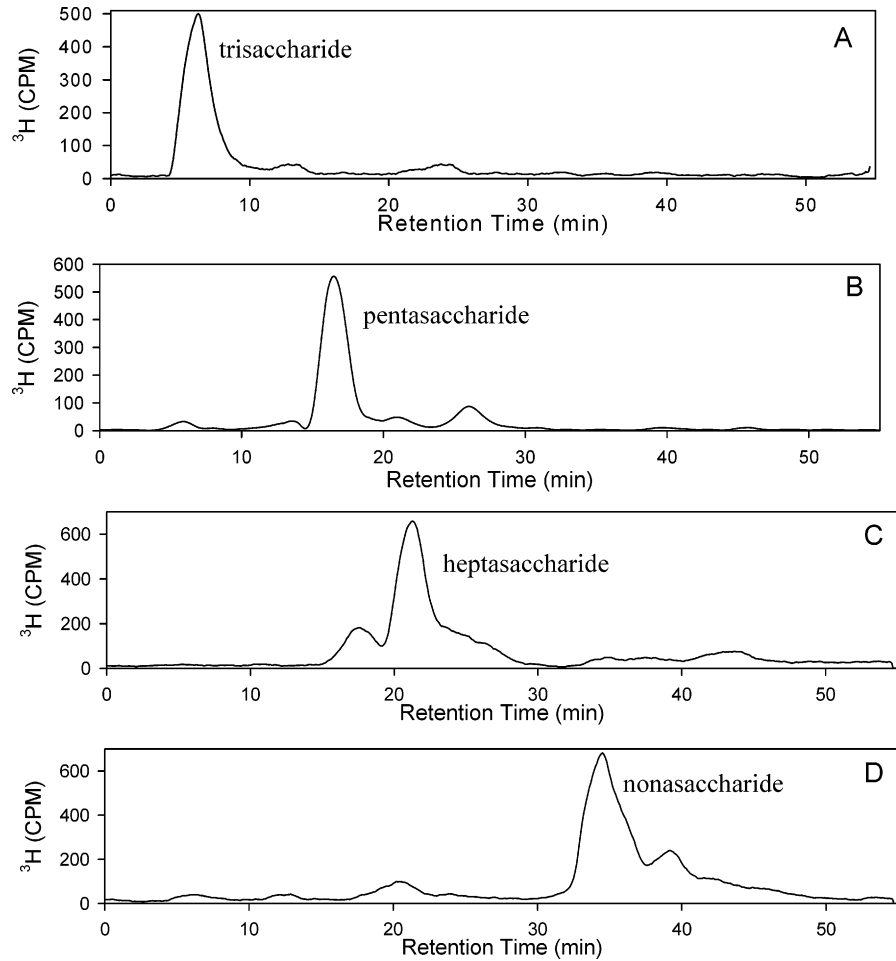 500
400
300
200
100
0
³H (CPM)
trisaccharide
A
0 10 20 30 40 50
Retention Time (min)
600
500
400
300
200
100
0
³H (CPM)
pentasaccharide
B
0 10 20 30 40 50
Retention Time (min)
600
400
200
0
³H (CPM)
heptasaccharide
C
0 10 20 30 40 50
Retention Time (min)
600
400
200
0
³H (CPM)
nonasaccharide
D
0 10 20 30 40 50
Retention Time (min)